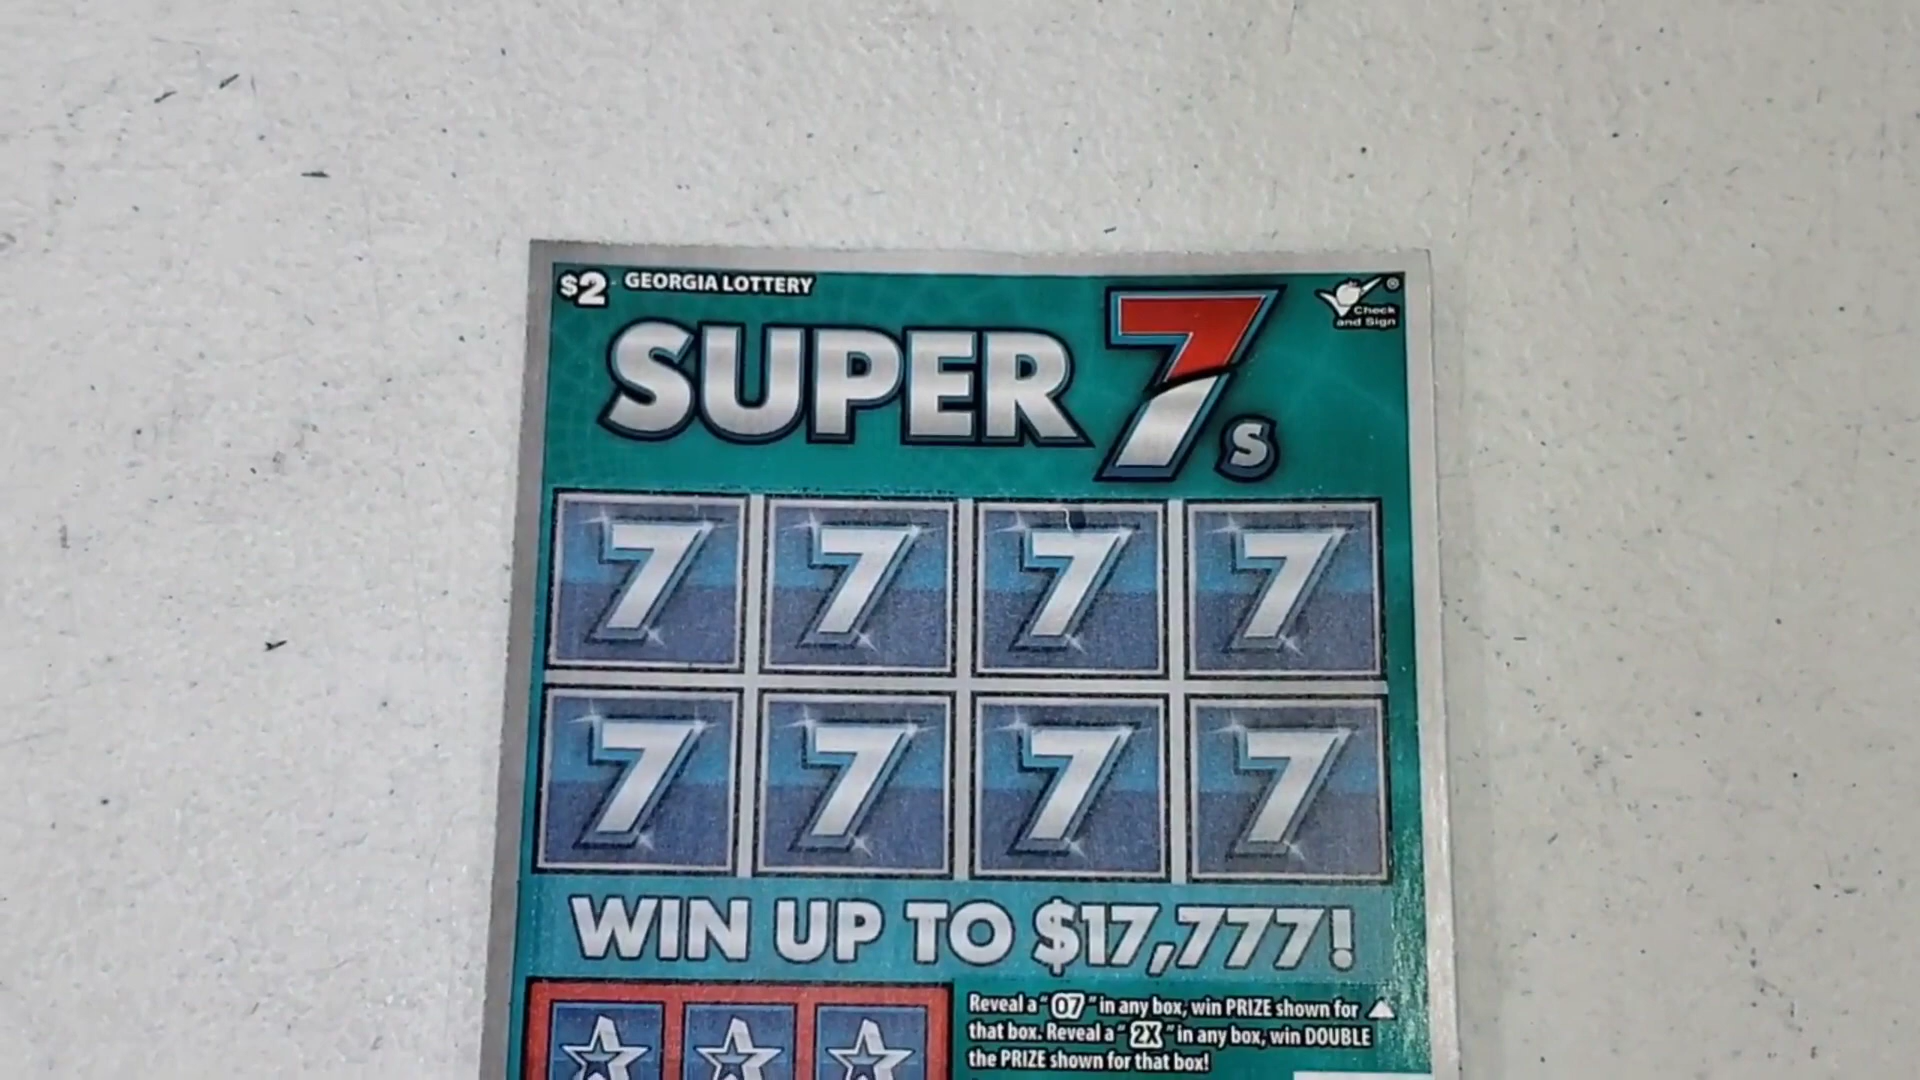 $2 GEORGIA LOTTERY
Check and Sign ®
SUPER 7s
7 7 7 7
7 7 7 7
WIN UP TO $17,777!
Reveal a "07" in any box, win PRIZE shown for
that box. Reveal a "2X" in any box, win DOUBLE
the PRIZE shown for that box!